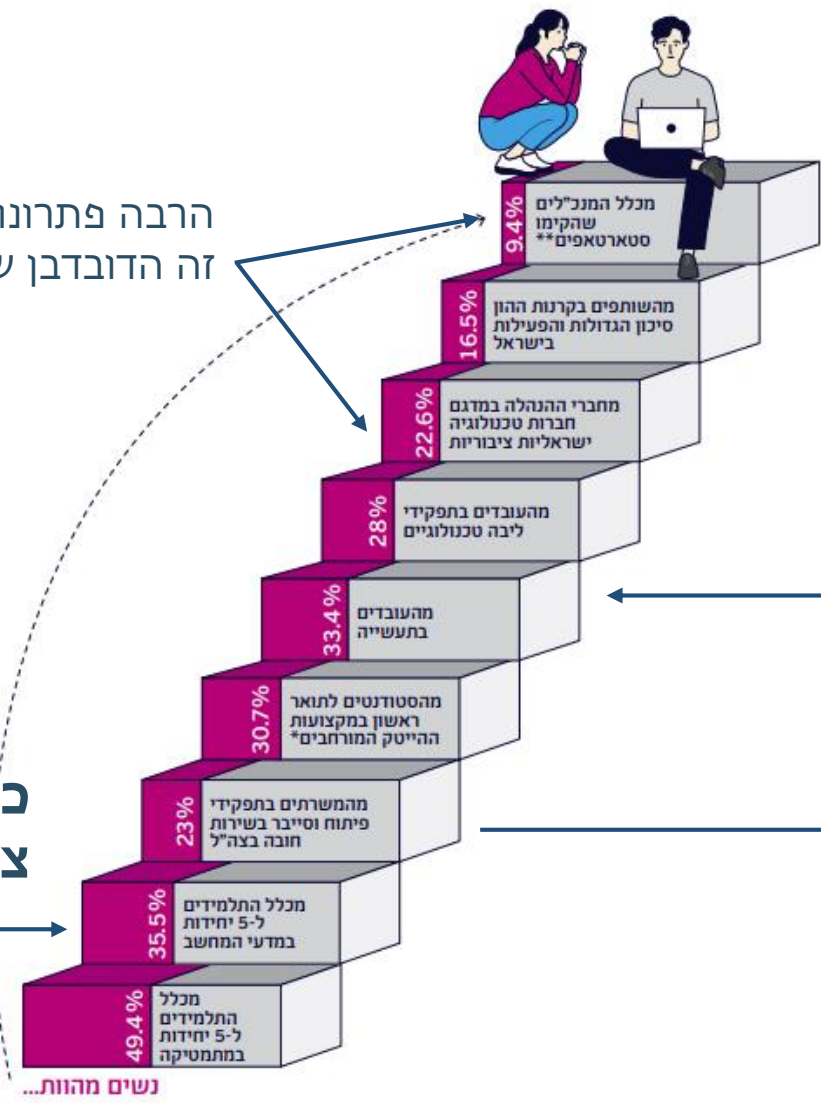 הרבה פתרונו
זה הדובדבן ש
9.4%
מכלל המנכ"לים
שהקימו
סטארטאפים**
16.5%
מהשותפים בקרנות ההון
סיכון הגדולות והפעילות
בישראל
22.6%
מחברי ההנהלה במדגם
חברות טכנולוגיה
ישראליות ציבוריות
28%
מהעובדים בתפקידי
ליבה טכנולוגיים
33.4%
מהעובדים
בתעשייה
30.7%
מהסטודנטים לתואר
ראשון במקצועות
ההייטק המורחבים*
23%
מהמשרתים בתפקידי
פיתוח וסייבר בשירות
חובה בצה"ל
35.5%
מכלל התלמידים
ל-5 יחידות
במדעי המחשב
49.4%
מכלל
התלמידים
ל-5 יחידות
במתמטיקה
נשים מהוות...